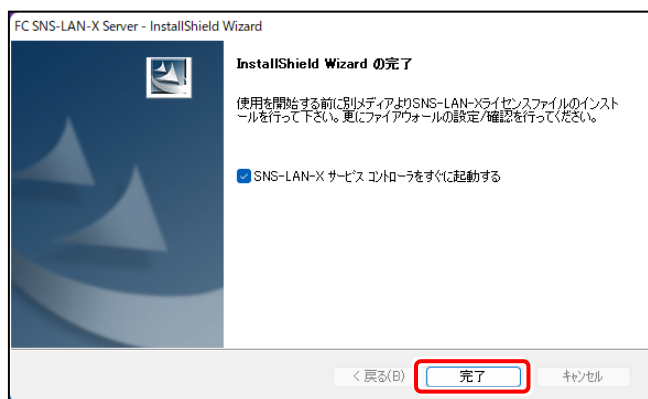 FC SNS-LAN-X Server - InstallShield Wizard
InstallShield Wizard の完了
使用を開始する前に別メディアよりSNS-LAN-Xライセンスファイルのインスト
ールを行って下さい。更にファイアウォールの設定/確認を行ってください。
SNS-LAN-X サービス コントローラをすぐに起動する
< 戻る(B)
完了
キャンセル